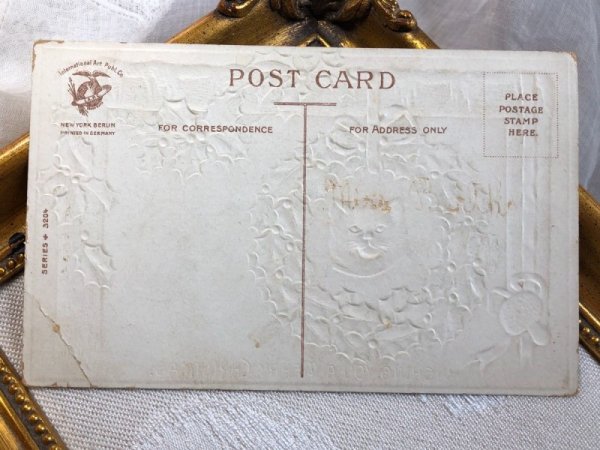 International Art Publ. Co.
NEW YORK BERLIN
PRINTED IN GERMANY
POST CARD
FOR CORRESPONDENCE
FOR ADDRESS ONLY
PLACE
POSTAGE
STAMP
HERE.
SERIES + 3204